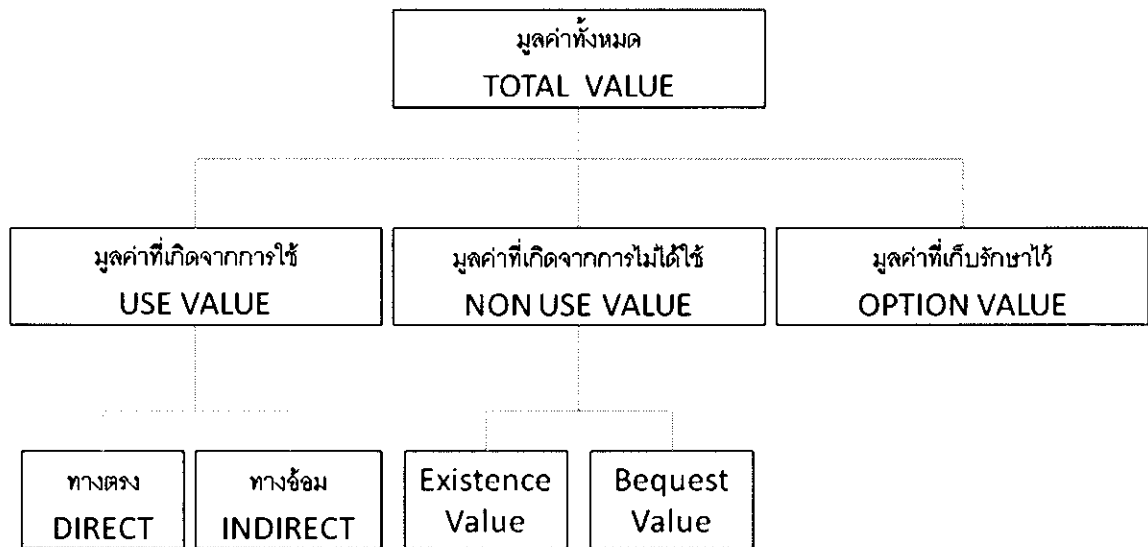 มูลค่าทั้งหมด
TOTAL VALUE
มูลค่าที่เกิดจากการใช้
USE VALUE
มูลค่าที่เกิดจากการไม่ได้ใช้
NON USE VALUE
มูลค่าที่เก็บรักษาไว้
OPTION VALUE
ทางตรง
DIRECT
ทางอ้อม
INDIRECT
Existence
Value
Bequest
Value